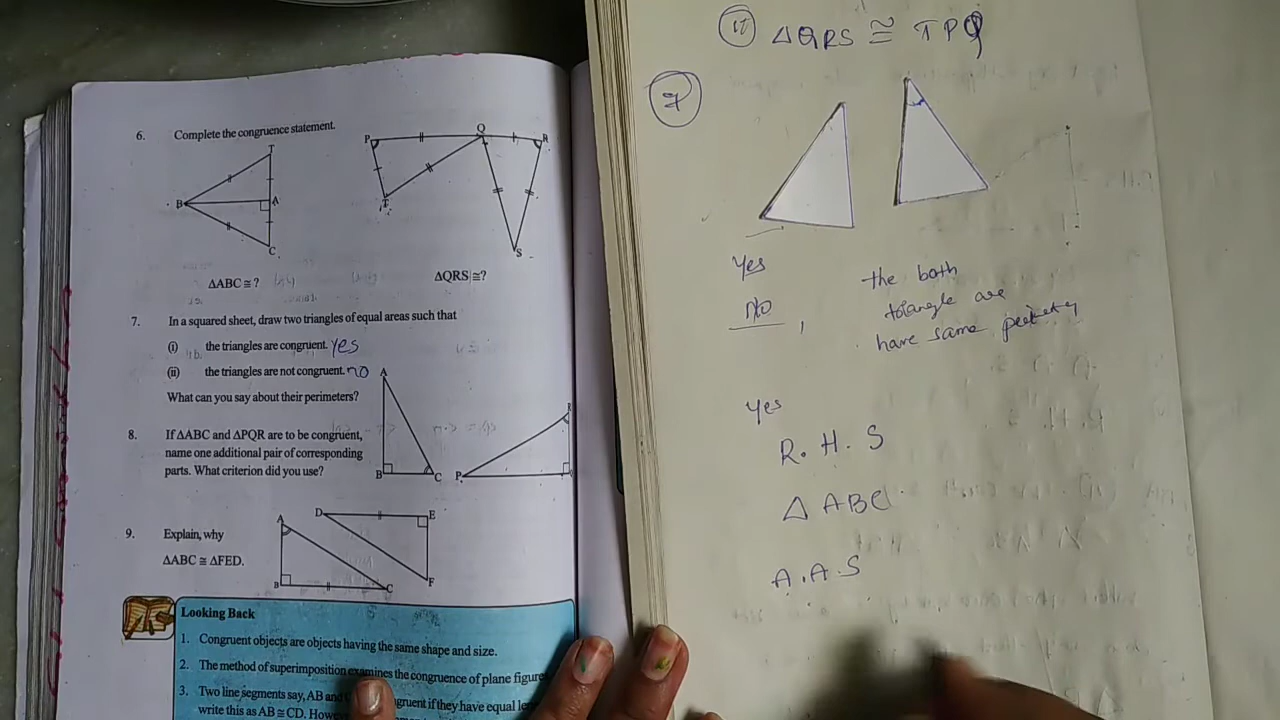 6. Complete the congruence statement.
T
B
A
C
P
Q
R
T
S
ΔABC ≅ ?
ΔQRS ≅ ?
7. In a squared sheet, draw two triangles of equal areas such that
(i) the triangles are congruent. yes
(ii) the triangles are not congruent. no
What can you say about their perimeters?
8. If ΔABC and ΔPQR are to be congruent,
name one additional pair of corresponding
parts. What criterion did you use?
A
B
C
P
R
9. Explain, why
ΔABC ≅ ΔFED.
A
B
C
D
E
F
Looking Back
1. Congruent objects are objects having the same shape and size.
2. The method of superimposition examines the congruence of plane figure
3. Two line segments say, AB and gruent if they have equal
write this as AB ≅ CD.
ii ΔQRS ≅ TPQ
7
yes
no ,
the both
triangle are
have same
yes
R.H.S
Δ ABC
A.A.S